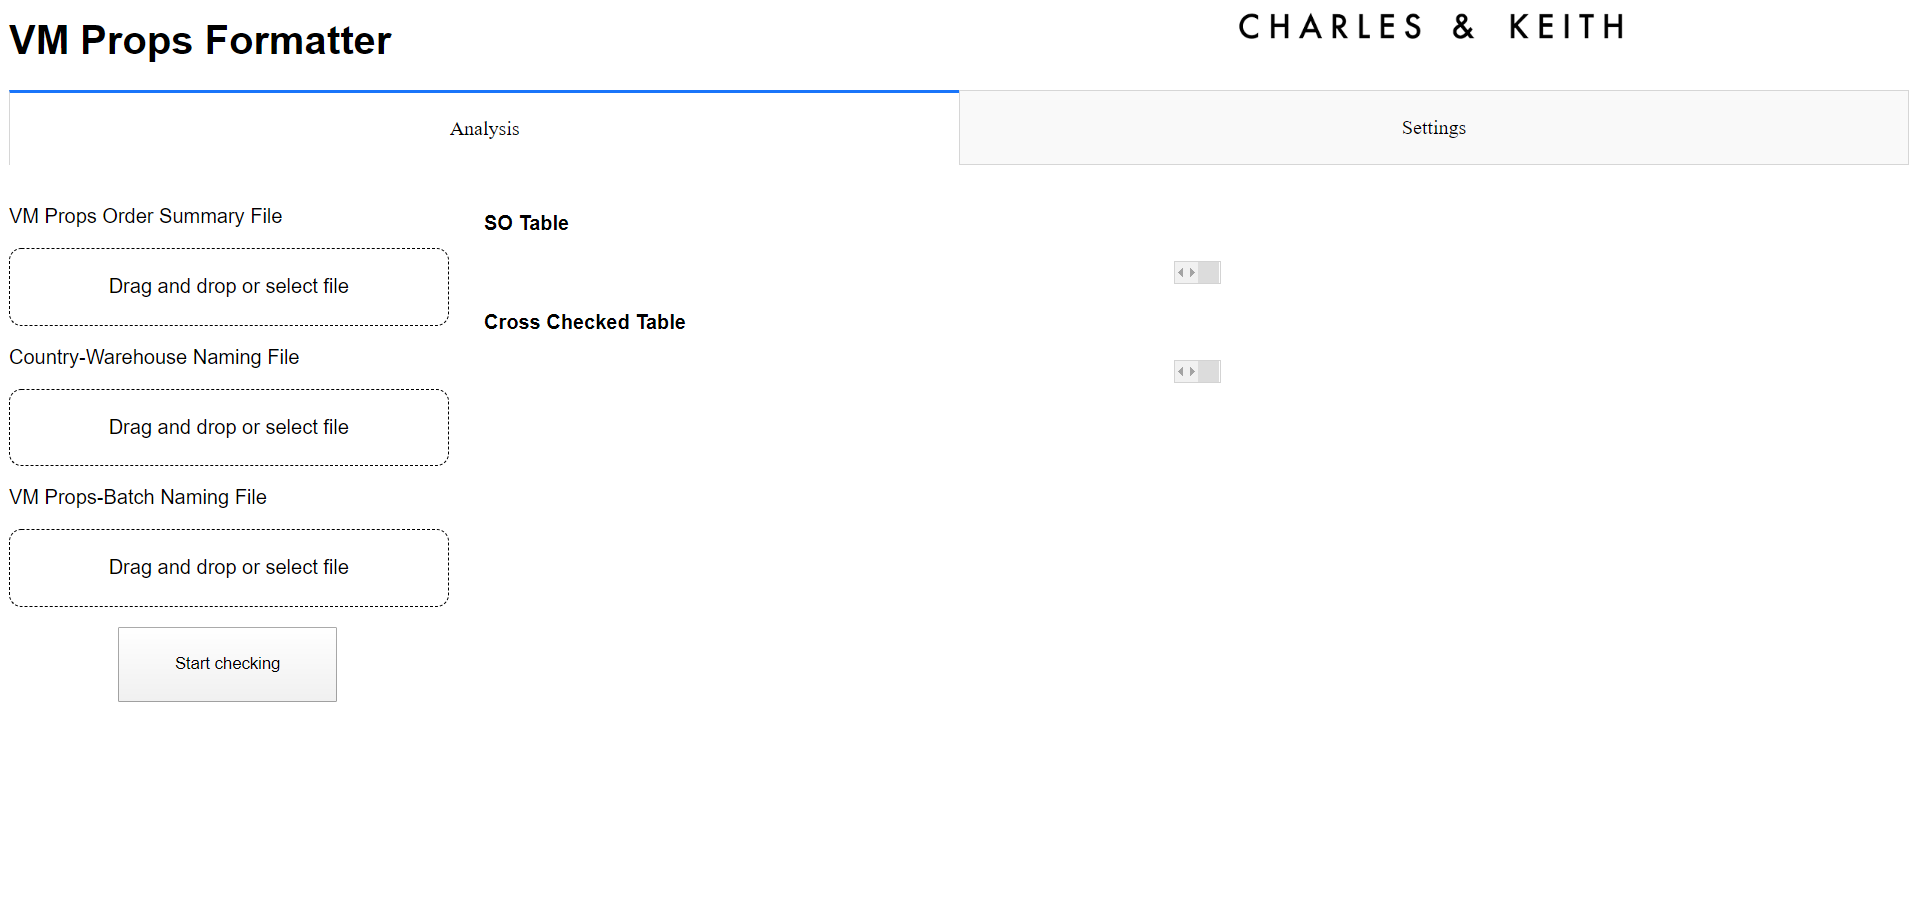 VM Props Formatter
CHARLES & KEITH
Analysis
Settings
VM Props Order Summary File
Drag and drop or select file
Country-Warehouse Naming File
Drag and drop or select file
VM Props-Batch Naming File
Drag and drop or select file
Start checking
SO Table
Cross Checked Table